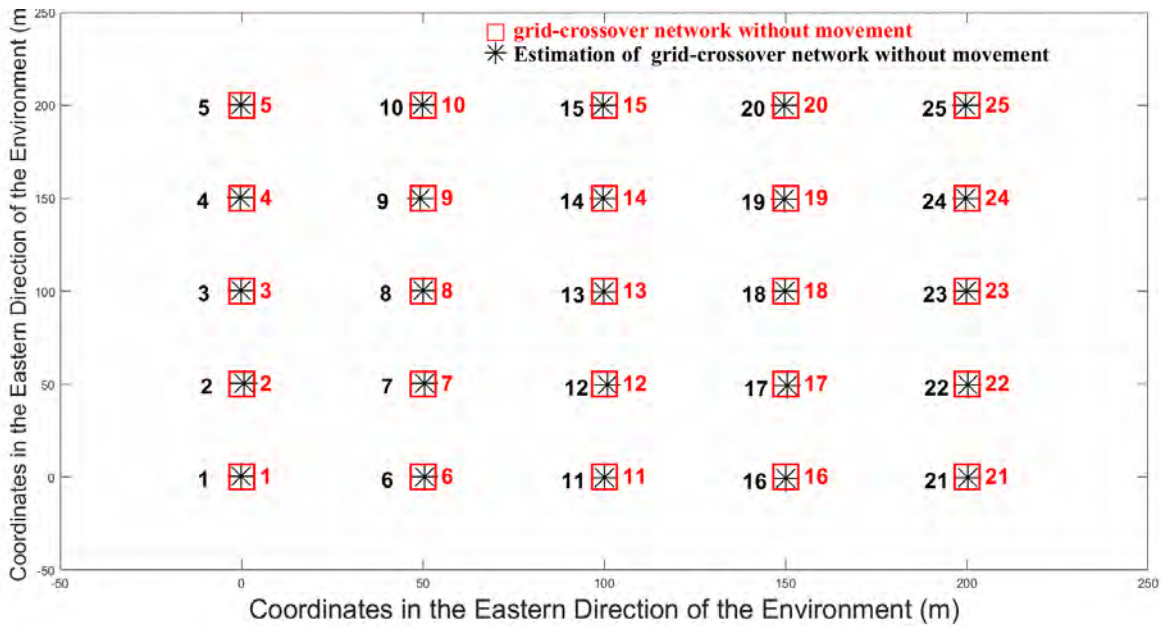 Coordinates in the Eastern Direction of the Environment (m
250
200
150
100
50
0
-50
grid-crossover network without movement
Estimation of grid-crossover network without movement
5 5 10 10 15 15 20 20 25 25
4 4 9 9 14 14 19 19 24 24
3 3 8 8 13 13 18 18 23 23
2 2 7 7 12 12 17 17 22 22
1 1 6 6 11 11 16 16 21 21
-50 0 50 100 150 200 250
Coordinates in the Eastern Direction of the Environment (m)